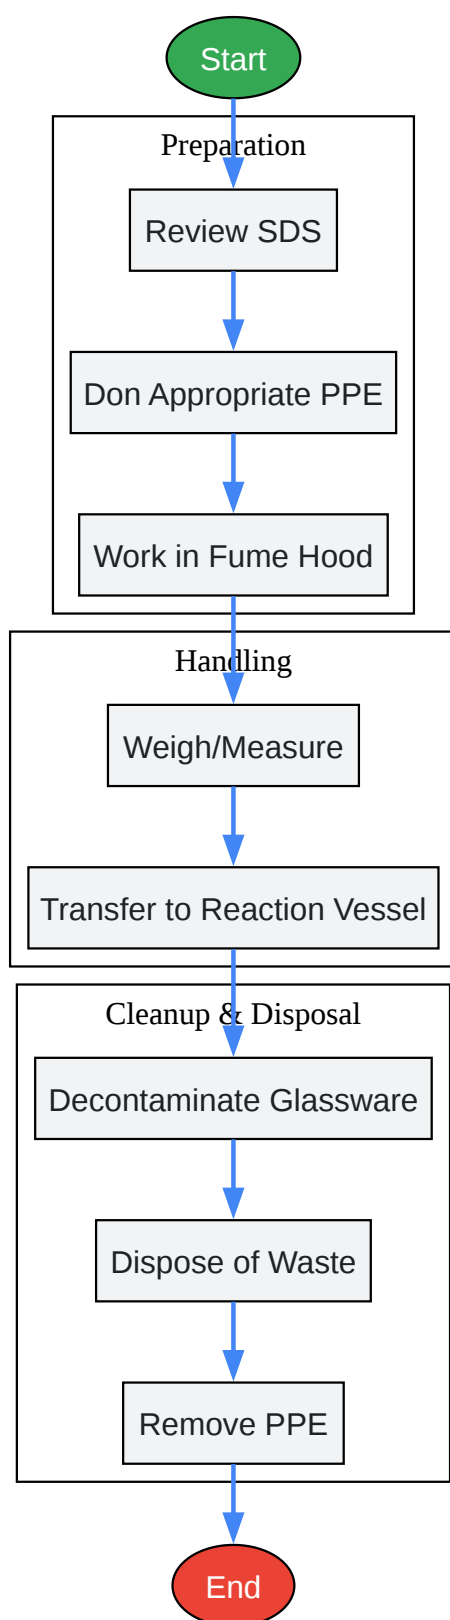 Start
Preparation
Review SDS
Don Appropriate PPE
Work in Fume Hood
Handling
Weigh/Measure
Transfer to Reaction Vessel
Cleanup & Disposal
Decontaminate Glassware
Dispose of Waste
Remove PPE
End